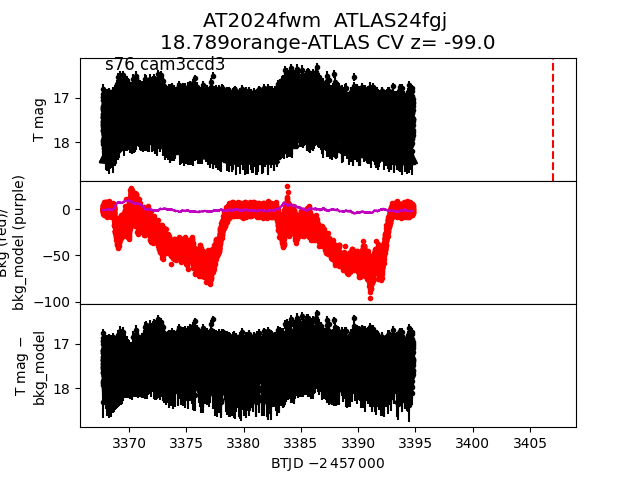 AT2024fwm  ATLAS24fgj
18.789orange-ATLAS CV z= -99.0
s76 cam3ccd3
T mag
17
18
Bkg (red)/
bkg_model (purple)
0
−50
−100
T mag −
bkg_model
17
18
3370 3375 3380 3385 3390 3395 3400 3405
BTJD −2 457 000